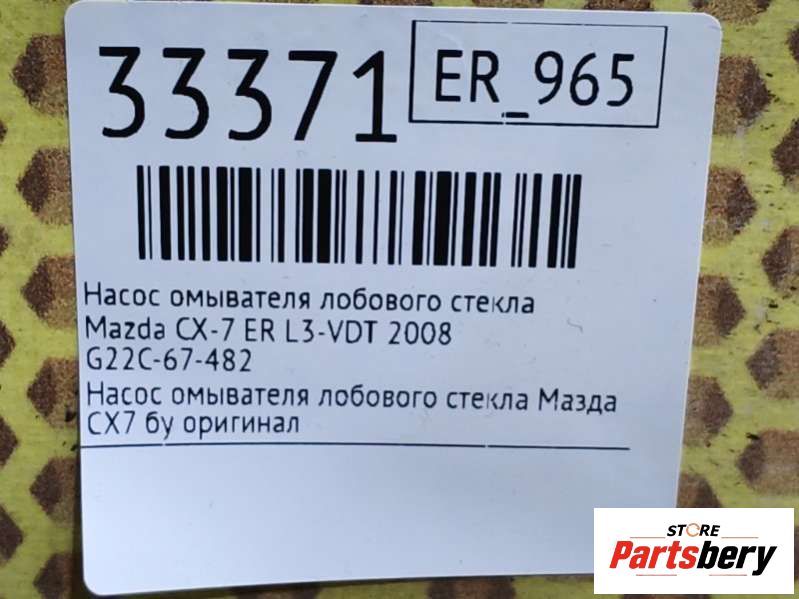 33371
ER_965
Насос омывателя лобового стекла
Mazda CX-7 ER L3-VDT 2008
G22C-67-482
Насос омывателя лобового стекла Мазда
СХ7 бу оригинал
STORE
Partsbery